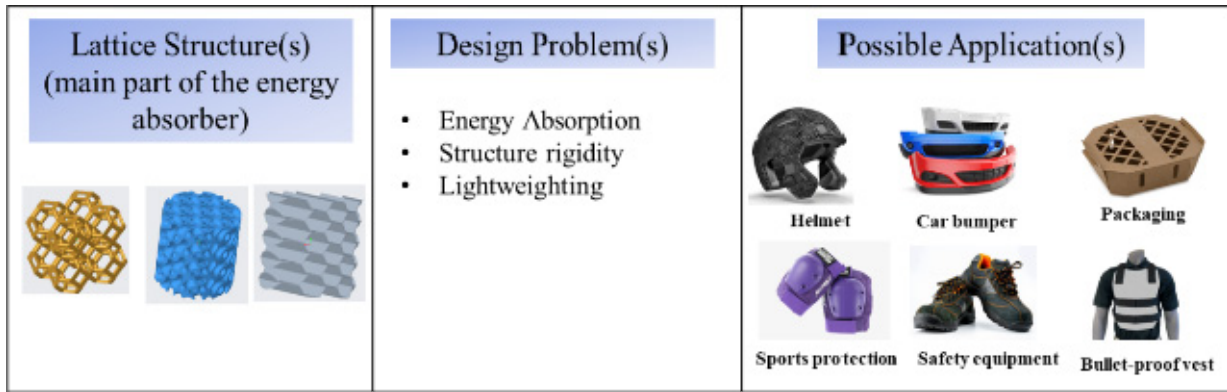 Lattice Structure(s)
(main part of the energy
absorber)
Design Problem(s)
• Energy Absorption
• Structure rigidity
• Lightweighting
Possible Application(s)
Helmet
Car bumper
Packaging
Sports protection
Safety equipment
Bullet-proof vest